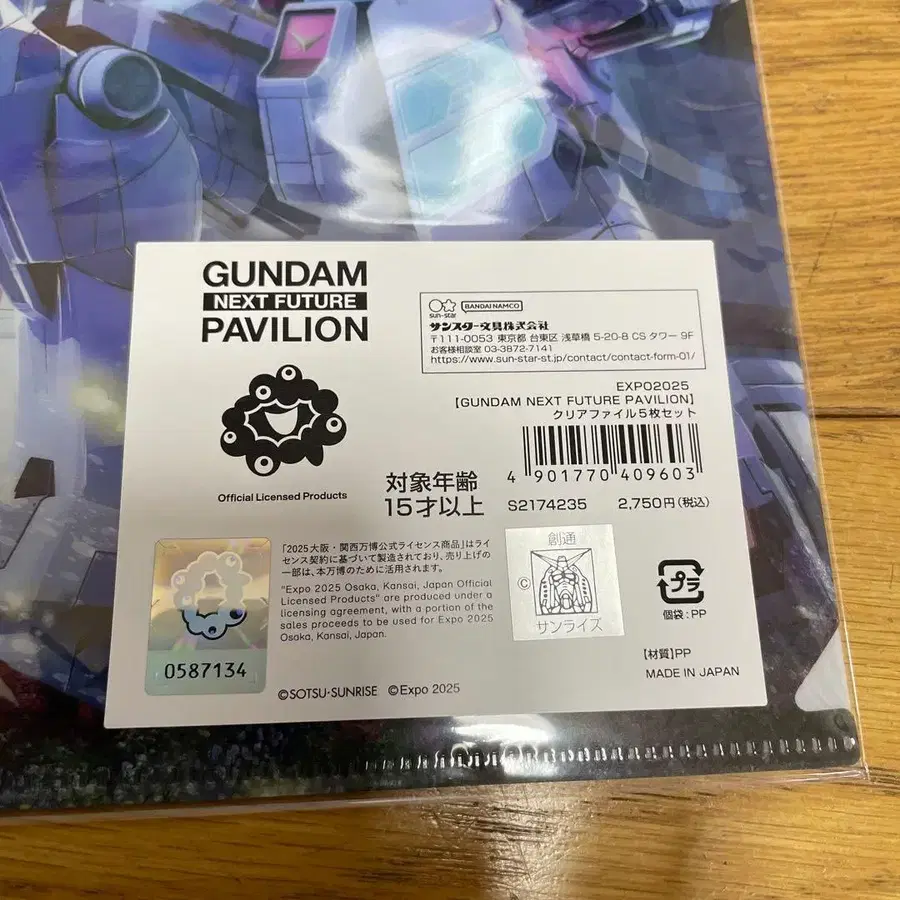 GUNDAM
NEXT FUTURE
PAVILION
Official Licensed Products
sun-star BANDAI NAMCO
サンスター文具株式会社
〒111-0053 東京都 台東区 浅草橋 5-20-8 CS タワー 9F
お客様相談室 03-3872-7141
https://www.sun-star-st.jp/contact/contact-form-01/
EXPO2025
【GUNDAM NEXT FUTURE PAVILION】
クリアファイル5枚セット
4 901770 409603
S2174235 2,750円(税込)
対象年齢
15才以上
「2025大阪・関西万博公式ライセンス商品」はライ
センス契約に基づいて製造されており、売り上げの
一部は、本万博のために活用されます。
"Expo 2025 Osaka, Kansai, Japan Official
Licensed Products" are produced under a
licensing agreement, with a portion of the
sales proceeds to be used for Expo 2025
Osaka, Kansai, Japan.
0587134
創通
©
サンライズ
プラ
個袋:PP
【材質】PP
MADE IN JAPAN
©SOTSU・SUNRISE ©Expo 2025